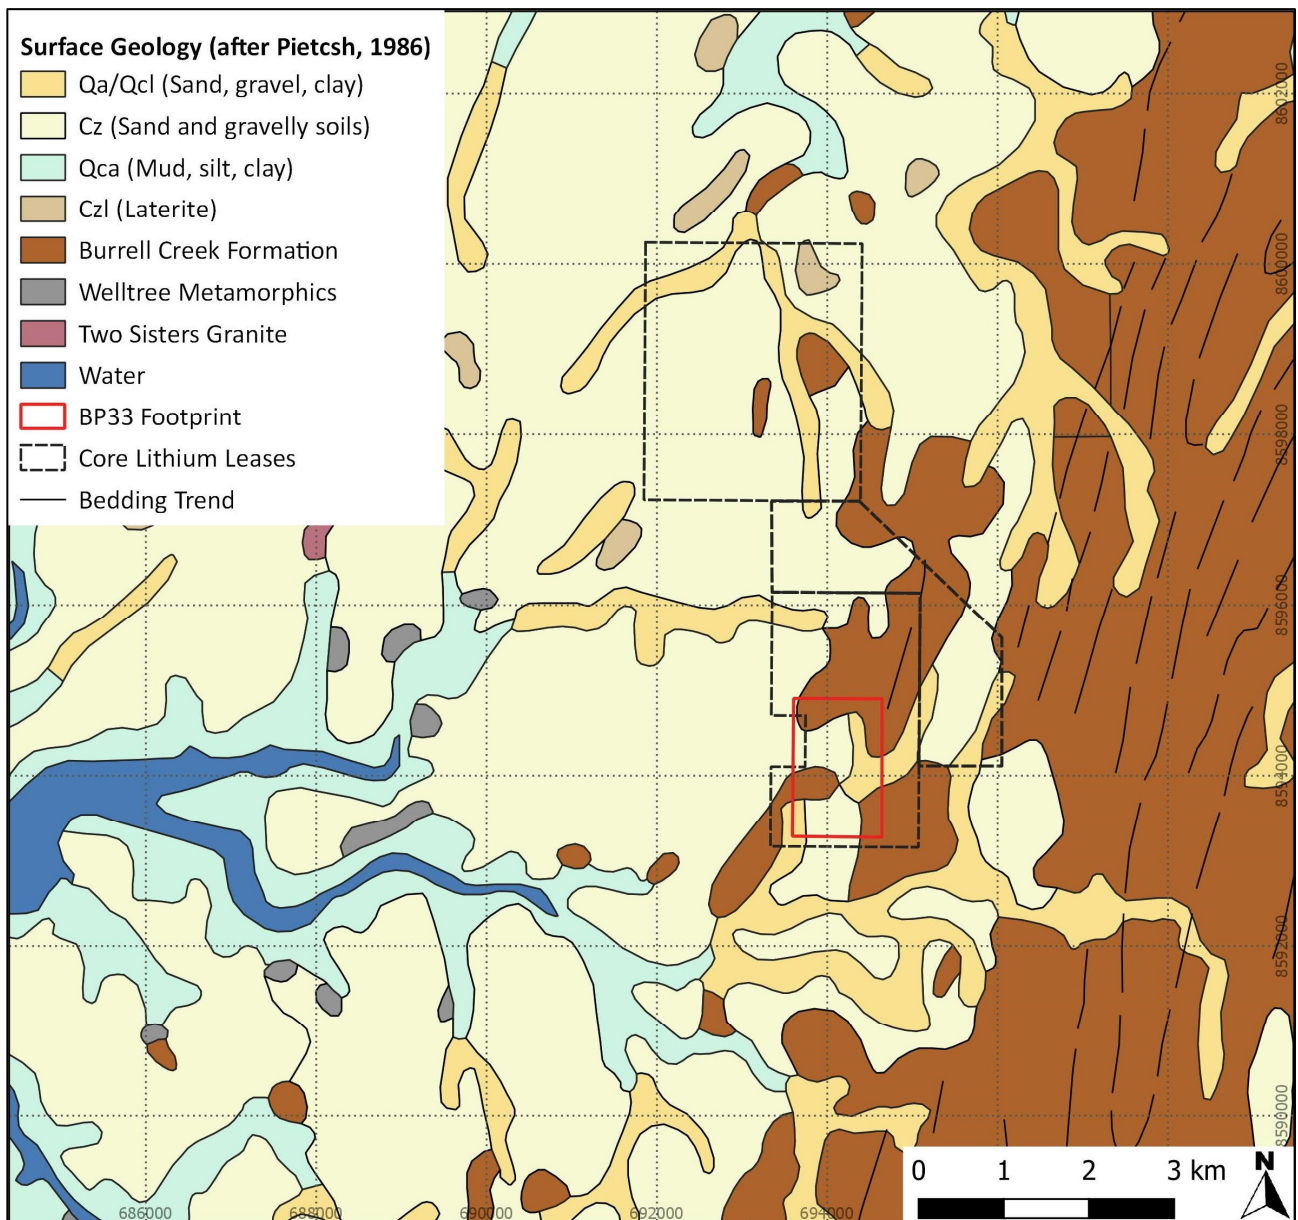 Surface Geology (after Pietcsh, 1986)
Qa/Qcl (Sand, gravel, clay)
Cz (Sand and gravelly soils)
Qca (Mud, silt, clay)
Czl (Laterite)
Burrell Creek Formation
Welltree Metamorphics
Two Sisters Granite
Water
BP33 Footprint
Core Lithium Leases
Bedding Trend
8602000
8600000
8598000
8596000
8594000
8592000
8590000
0 1 2 3 km
N
686000 688000 690000 692000 694000